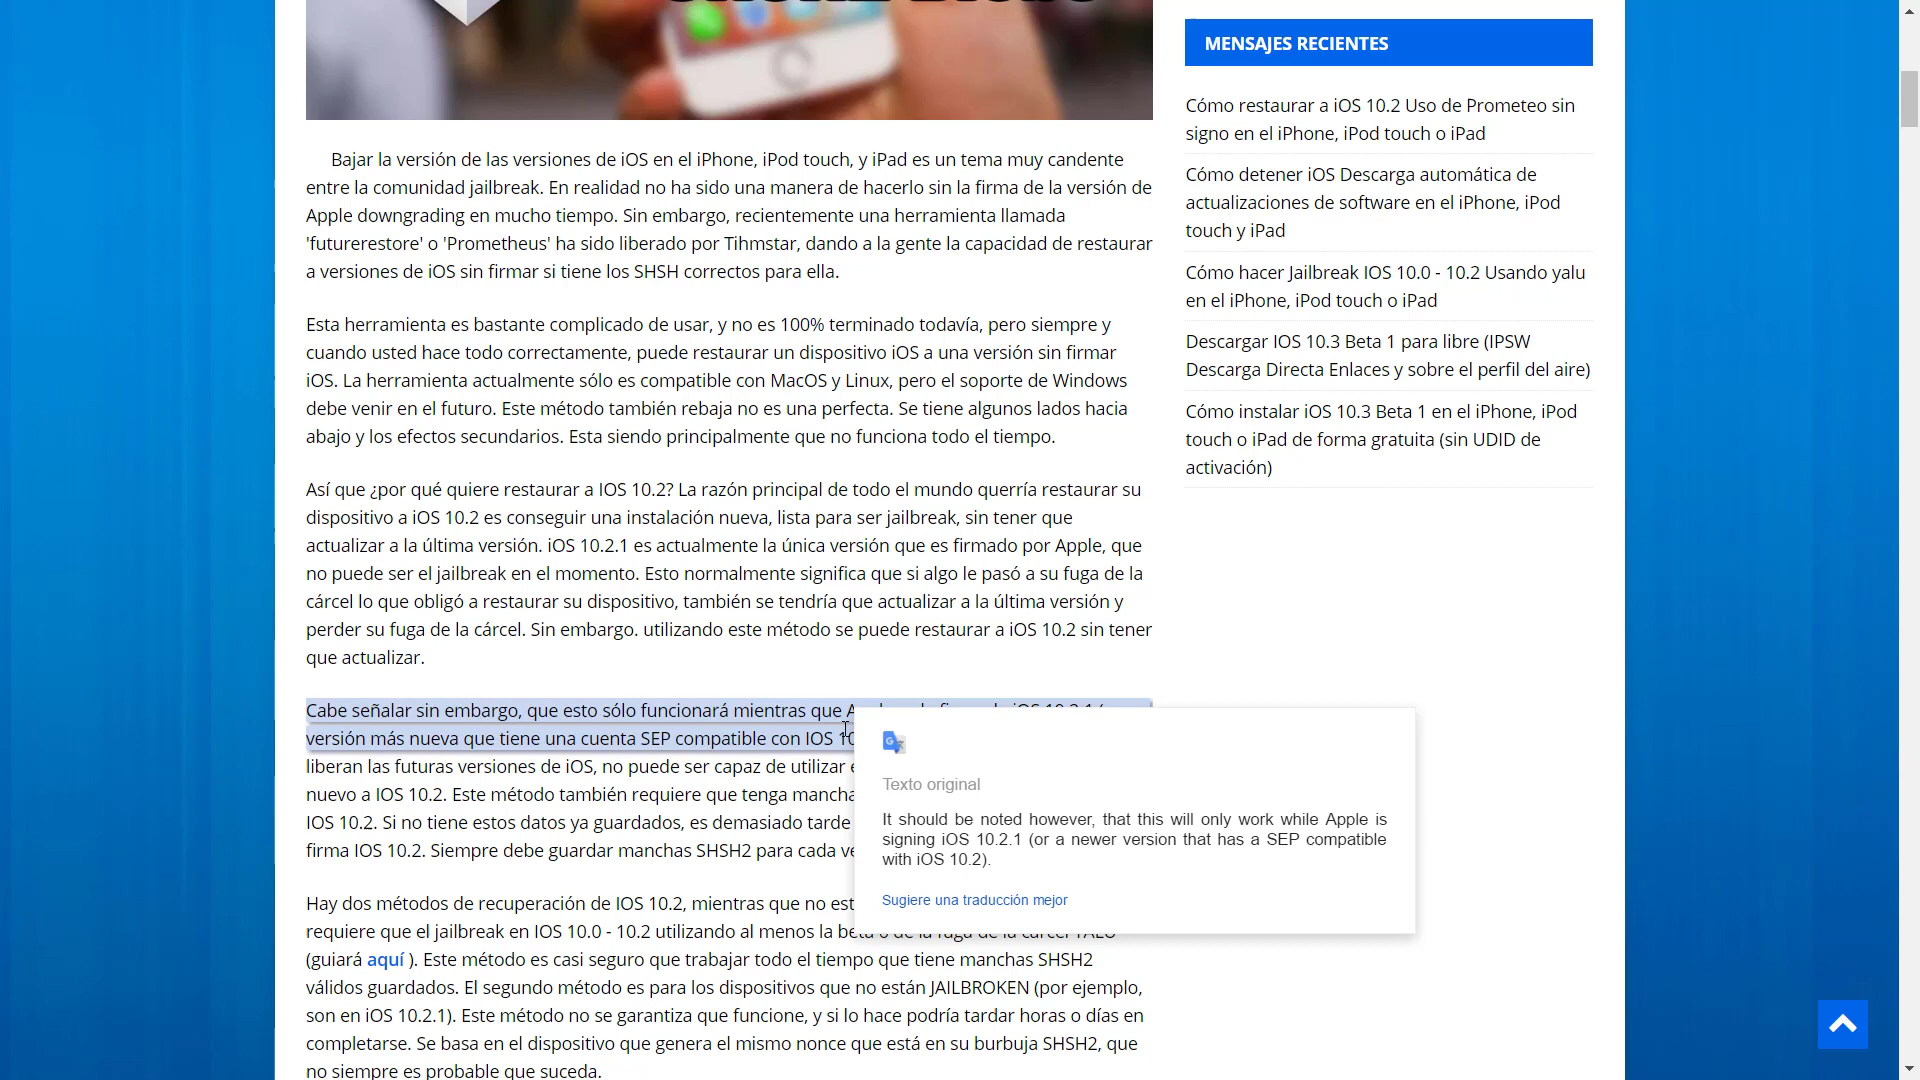 Bajar la versión de las versiones de iOS en el iPhone, iPod touch, y iPad es un tema muy candente
entre la comunidad jailbreak. En realidad no ha sido una manera de hacerlo sin la firma de la versión de
Apple downgrading en mucho tiempo. Sin embargo, recientemente una herramienta llamada
'futurerestore' o 'Prometheus' ha sido liberado por Tihmstar, dando a la gente la capacidad de restaurar
a versiones de iOS sin firmar si tiene los SHSH correctos para ella.
Esta herramienta es bastante complicado de usar, y no es 100% terminado todavía, pero siempre y
cuando usted hace todo correctamente, puede restaurar un dispositivo iOS a una versión sin firmar
iOS. La herramienta actualmente sólo es compatible con MacOS y Linux, pero el soporte de Windows
debe venir en el futuro. Este método también rebaja no es una perfecta. Se tiene algunos lados hacia
abajo y los efectos secundarios. Esta siendo principalmente que no funciona todo el tiempo.
Así que ¿por qué quiere restaurar a IOS 10.2? La razón principal de todo el mundo querría restaurar su
dispositivo a iOS 10.2 es conseguir una instalación nueva, lista para ser jailbreak, sin tener que
actualizar a la última versión. iOS 10.2.1 es actualmente la única versión que es firmado por Apple, que
no puede ser el jailbreak en el momento. Esto normalmente significa que si algo le pasó a su fuga de la
cárcel lo que obligó a restaurar su dispositivo, también se tendría que actualizar a la última versión y
perder su fuga de la cárcel. Sin embargo. utilizando este método se puede restaurar a iOS 10.2 sin tener
que actualizar.
Cabe señalar sin embargo, que esto sólo funcionará mientras que
versión más nueva que tiene una cuenta SEP compatible con IOS
liberan las futuras versiones de iOS, no puede ser capaz de utilizar
nuevo a IOS 10.2. Este método también requiere que tenga mancha
IOS 10.2. Si no tiene estos datos ya guardados, es demasiado tarde
firma IOS 10.2. Siempre debe guardar manchas SHSH2 para cada
Hay dos métodos de recuperación de IOS 10.2, mientras que no
requiere que el jailbreak en IOS 10.0 - 10.2 utilizando al menos la
(guiará aquí ). Este método es casi seguro que trabajar todo el tiempo que tiene manchas SHSH2
válidos guardados. El segundo método es para los dispositivos que no están JAILBROKEN (por ejemplo,
son en iOS 10.2.1). Este método no se garantiza que funcione, y si lo hace podría tardar horas o días en
completarse. Se basa en el dispositivo que genera el mismo nonce que está en su burbuja SHSH2, que
no siempre es probable que suceda.
Texto original
It should be noted however, that this will only work while Apple is
signing iOS 10.2.1 (or a newer version that has a SEP compatible
with iOS 10.2).
Sugiere una traducción mejor
MENSAJES RECIENTES
Cómo restaurar a iOS 10.2 Uso de Prometeo sin
signo en el iPhone, iPod touch o iPad
Cómo detener iOS Descarga automática de
actualizaciones de software en el iPhone, iPod
touch y iPad
Cómo hacer Jailbreak IOS 10.0 - 10.2 Usando yalu
en el iPhone, iPod touch o iPad
Descargar IOS 10.3 Beta 1 para libre (IPSW
Descarga Directa Enlaces y sobre el perfil del aire)
Cómo instalar iOS 10.3 Beta 1 en el iPhone, iPod
touch o iPad de forma gratuita (sin UDID de
activación)